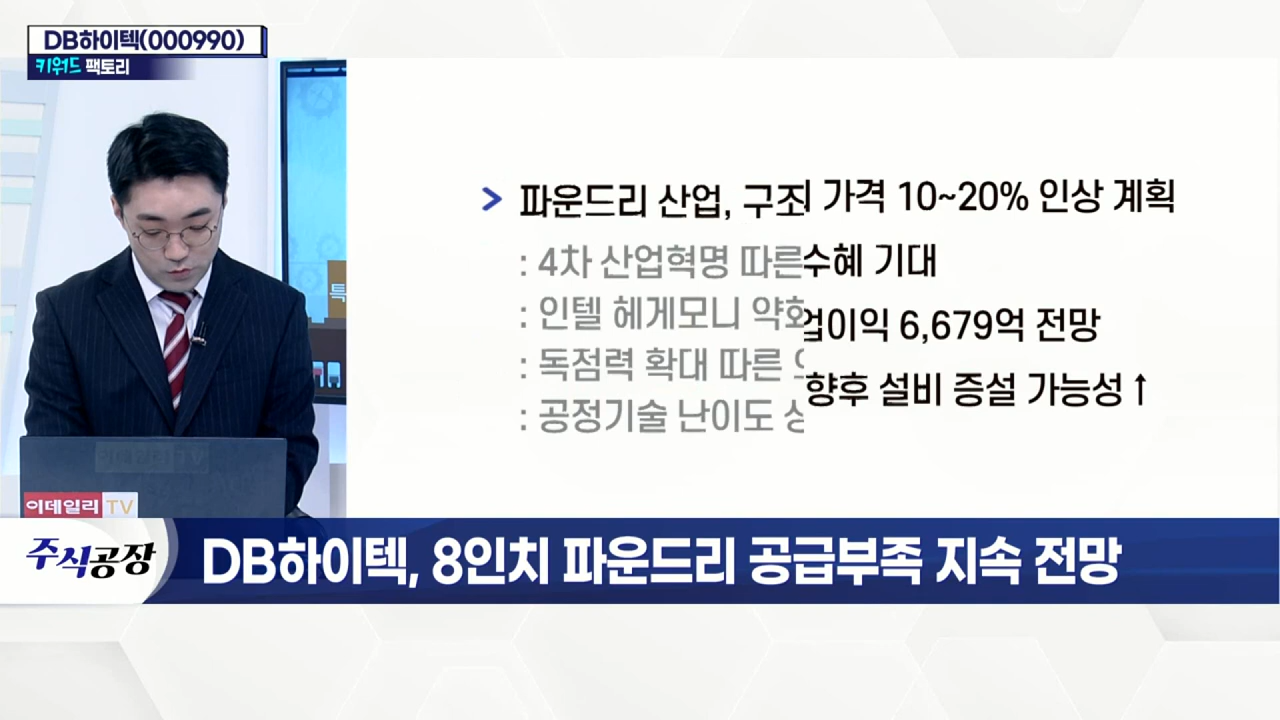 DB하이텍(000990)
키워드 팩토리
> 파운드리 산업, 구조
가격 10~20% 인상 계획
: 4차 산업혁명 따른
수혜 기대
: 인텔 헤게모니 약화
업이익 6,679억 전망
: 독점력 확대 따른
향후 설비 증설 가능성 ↑
: 공정기술 난이도
특
이데일리 TV
주식공장
DB하이텍, 8인치 파운드리 공급부족 지속 전망